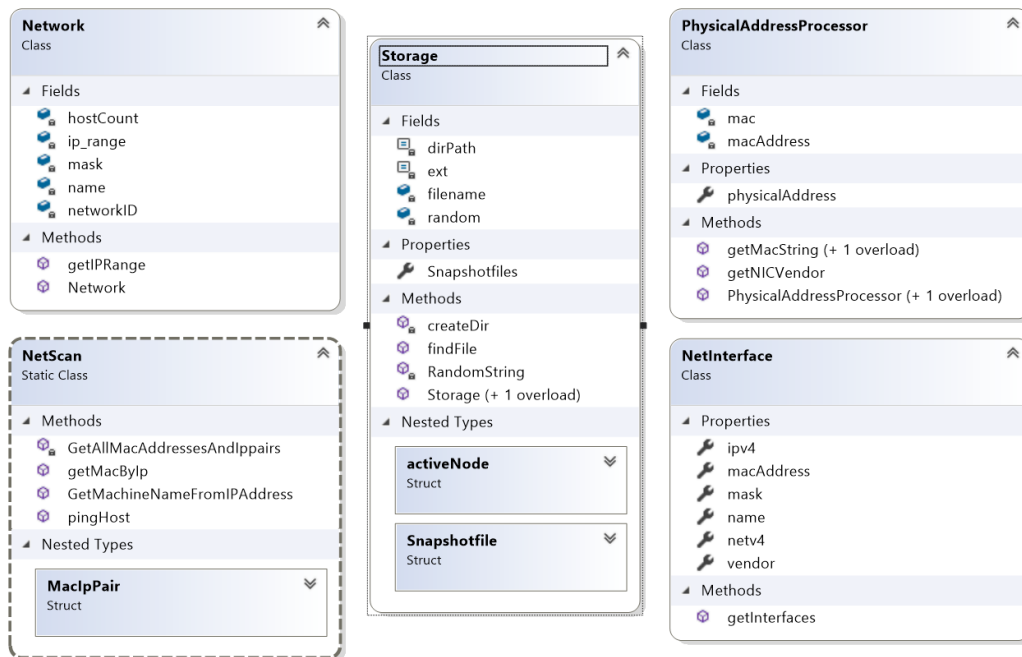 Network
Class
Fields
hostCount
ip_range
mask
name
networkID
Methods
getIPRange
Network
NetScan
Static Class
Methods
GetAllMacAddressesAndIppairs
getMacByIp
GetMachineNameFromIPAddress
pingHost
Nested Types
MacIpPair
Struct
Storage
Class
Fields
dirPath
ext
filename
random
Properties
Snapshotfiles
Methods
createDir
findFile
RandomString
Storage (+ 1 overload)
Nested Types
activeNode
Struct
Snapshotfile
Struct
PhysicalAddressProcessor
Class
Fields
mac
macAddress
Properties
physicalAddress
Methods
getMacString (+ 1 overload)
getNICVendor
PhysicalAddressProcessor (+ 1 overload)
NetInterface
Class
Properties
ipv4
macAddress
mask
name
netv4
vendor
Methods
getInterfaces